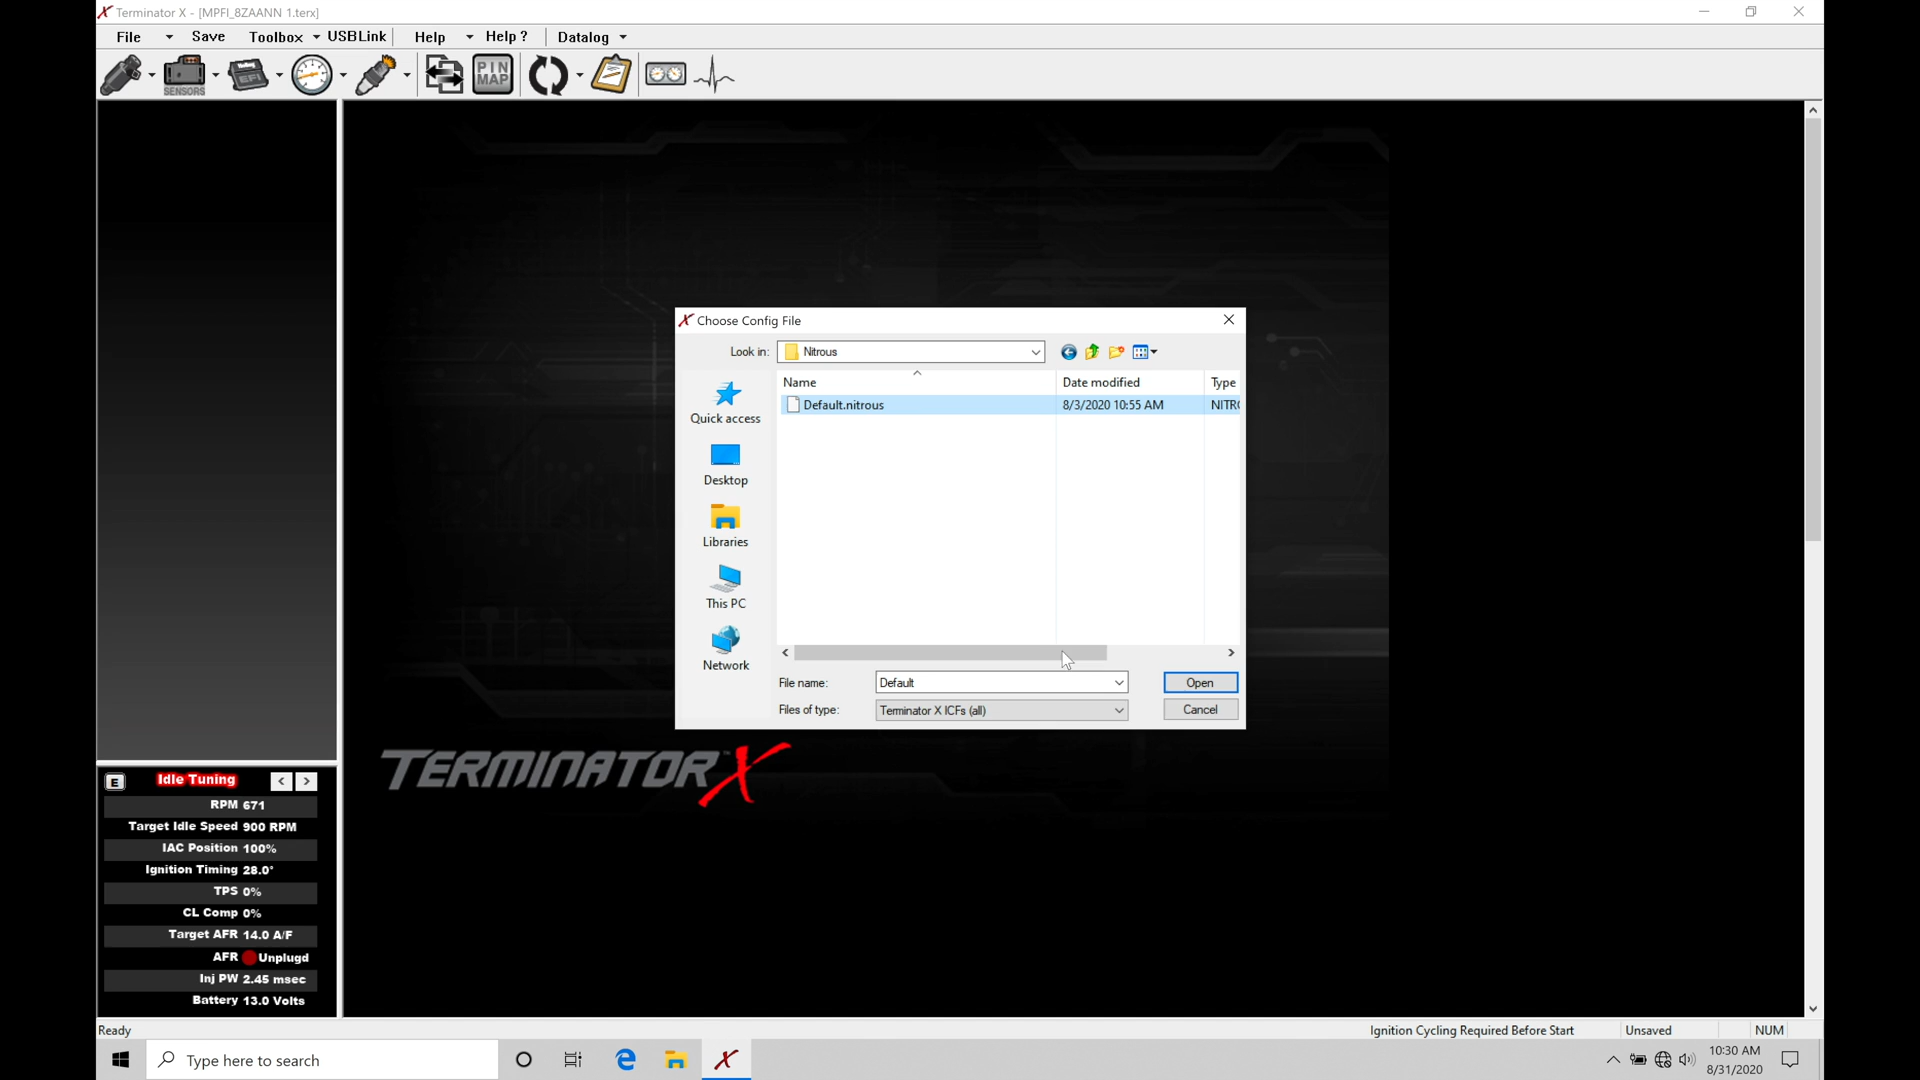 Terminator X - [MPFI_8ZAANN 1.terx]
File Save Toolbox USBLink Help Help ? Datalog
SENSORS EFI PIN MAP
Choose Config File
Look in: Nitrous
Name Date modified Type
Default.nitrous 8/3/2020 10:55 AM NITR
Quick access
Desktop
Libraries
This PC
Network
File name: Default Open
Files of type: Terminator X ICFs (all) Cancel
TERMINATOR X
E Idle Tuning < >
RPM 671
Target Idle Speed 900 RPM
IAC Position 100%
Ignition Timing 28.0°
TPS 0%
CL Comp 0%
Target AFR 14.0 A/F
AFR Unplugd
Inj PW 2.45 msec
Battery 13.0 Volts
Ready Ignition Cycling Required Before Start Unsaved NUM
Type here to search
10:30 AM
8/31/2020